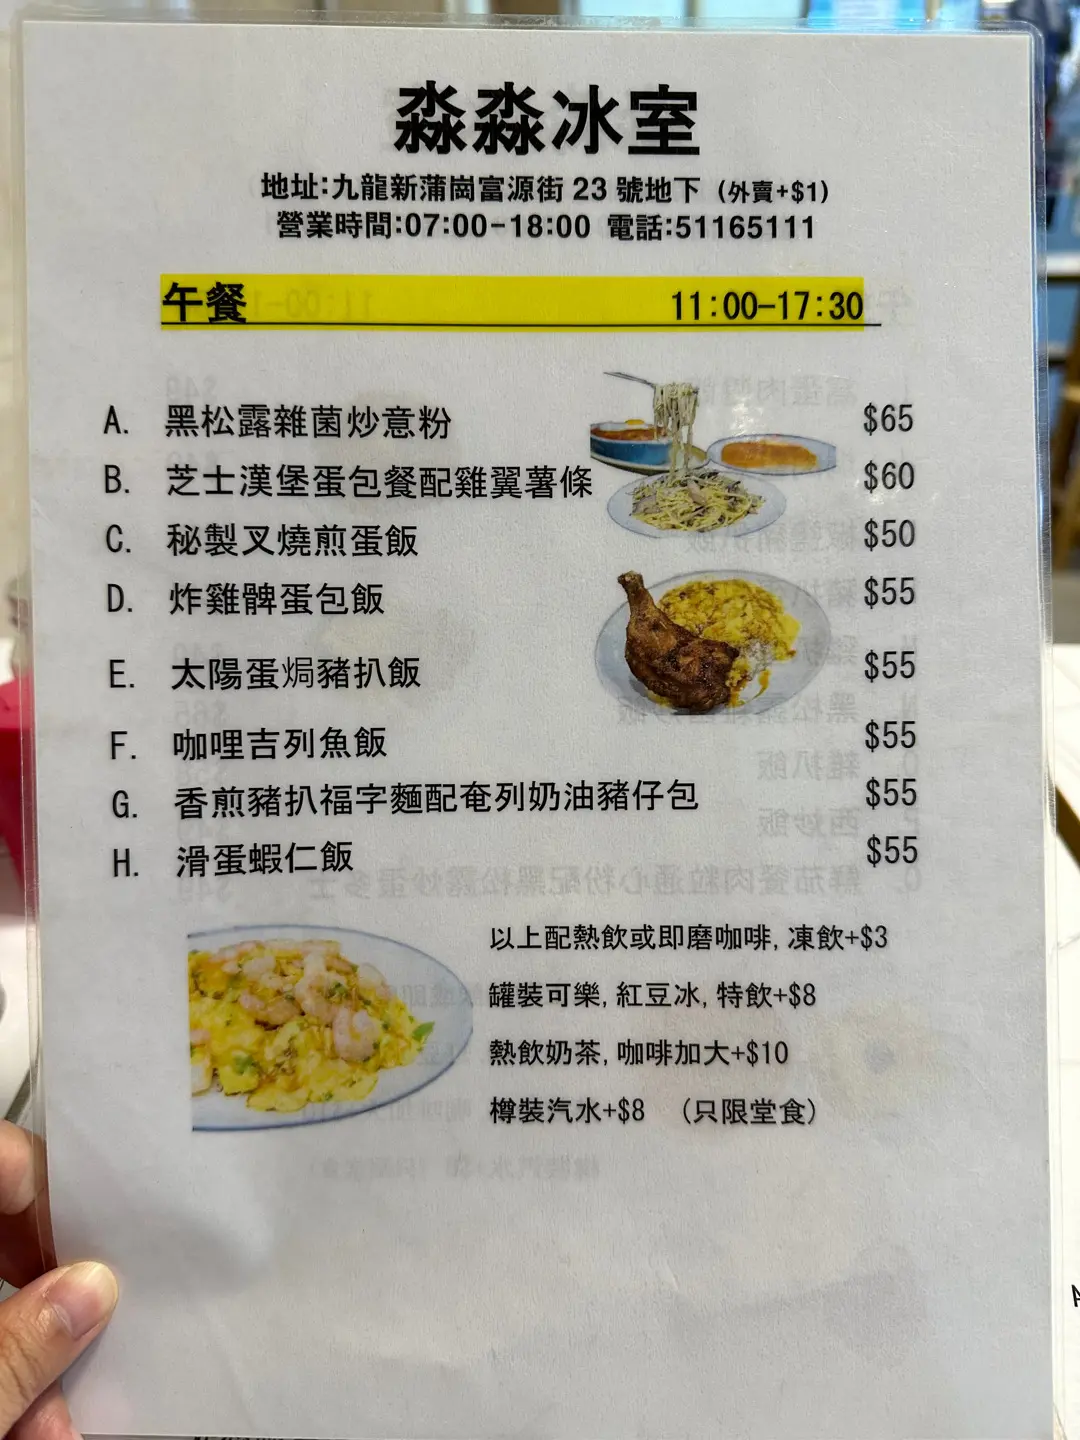 淼淼冰室
地址:九龍新蒲崗富源街 23 號地下 (外賣+$1)
營業時間:07:00-18:00 電話:51165111
午餐 11:00-17:30
A. 黑松露雜菌炒意粉 $65
B. 芝士漢堡蛋包餐配雞翼薯條 $60
C. 秘製叉燒煎蛋飯 $50
D. 炸雞髀蛋包飯 $55
E. 太陽蛋焗豬扒飯 $55
F. 咖哩吉列魚飯 $55
G. 香煎豬扒福字麵配奄列奶油豬仔包 $55
H. 滑蛋蝦仁飯 $55
以上配熱飲或即磨咖啡, 凍飲+$3
罐裝可樂, 紅豆冰, 特飲+$8
熱飲奶茶, 咖啡加大+$10
樽裝汽水+$8 (只限堂食)